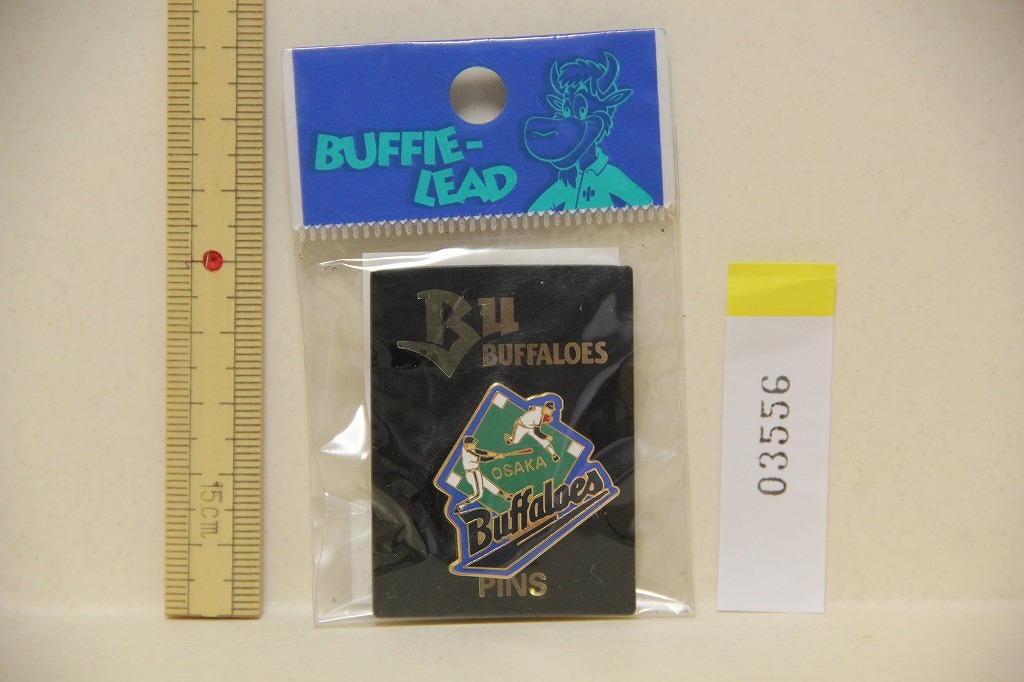 BUFFIE-
LEAD
Bu
BUFFALOES
OSAKA
Buffaloes
PINS
15cm
03556